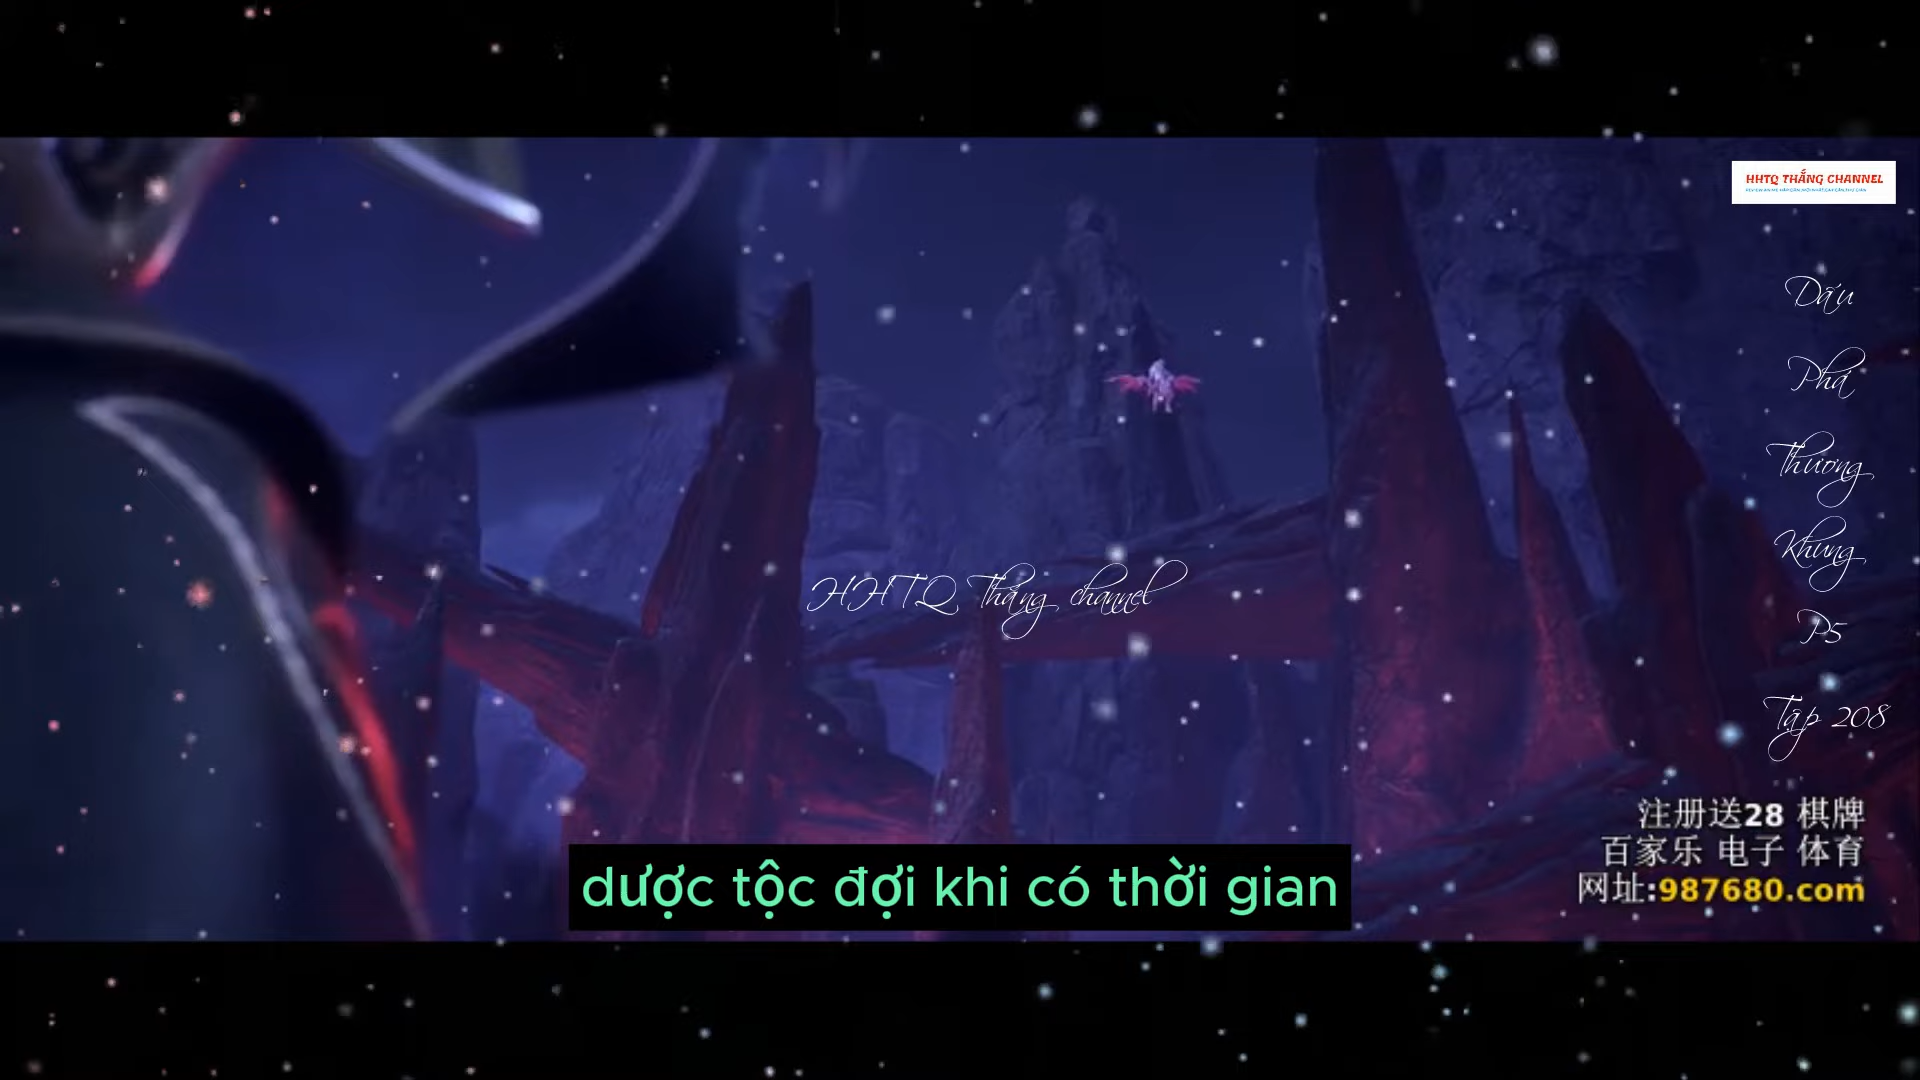 HHTQ THẮNG CHANNEL
Dấu
Phá
Thương
Khung
P5
Tập 208
HHTQ Thắng channel
注册送28 棋牌
百家乐 电子 体育
网址:987680.com
dược tộc đợi khi có thời gian